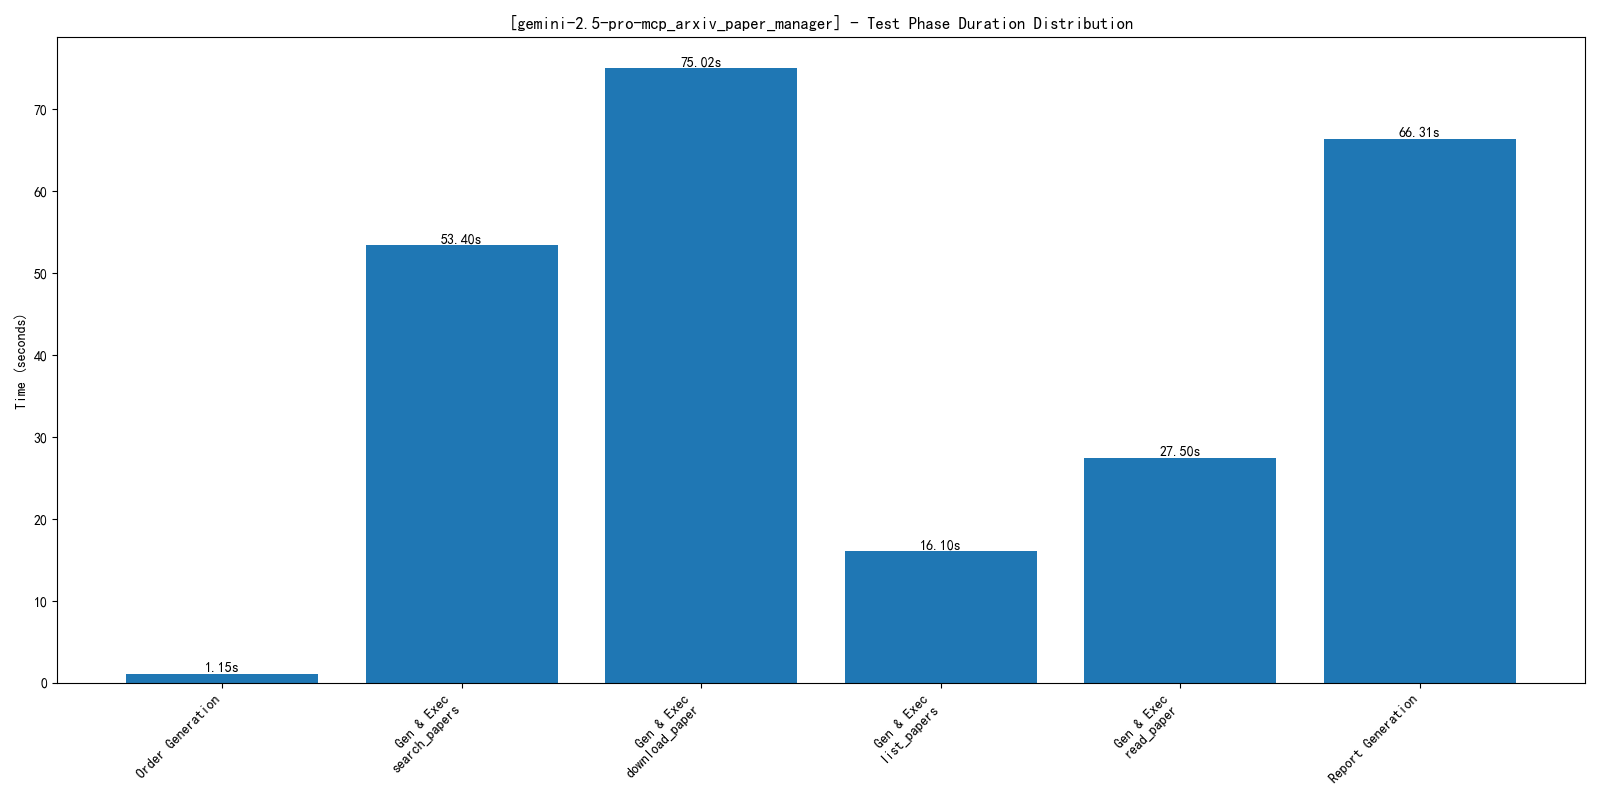 [gemini-2.5-pro-mcp_arxiv_paper_manager] - Test Phase Duration Distribution
Time (seconds)
70
60
50
40
30
20
10
0
1.15s
53.40s
75.02s
16.10s
27.50s
66.31s
Order Generation
Gen & Exec
search_papers
Gen & Exec
download_paper
Gen & Exec
list_papers
Gen & Exec
read_paper
Report Generation